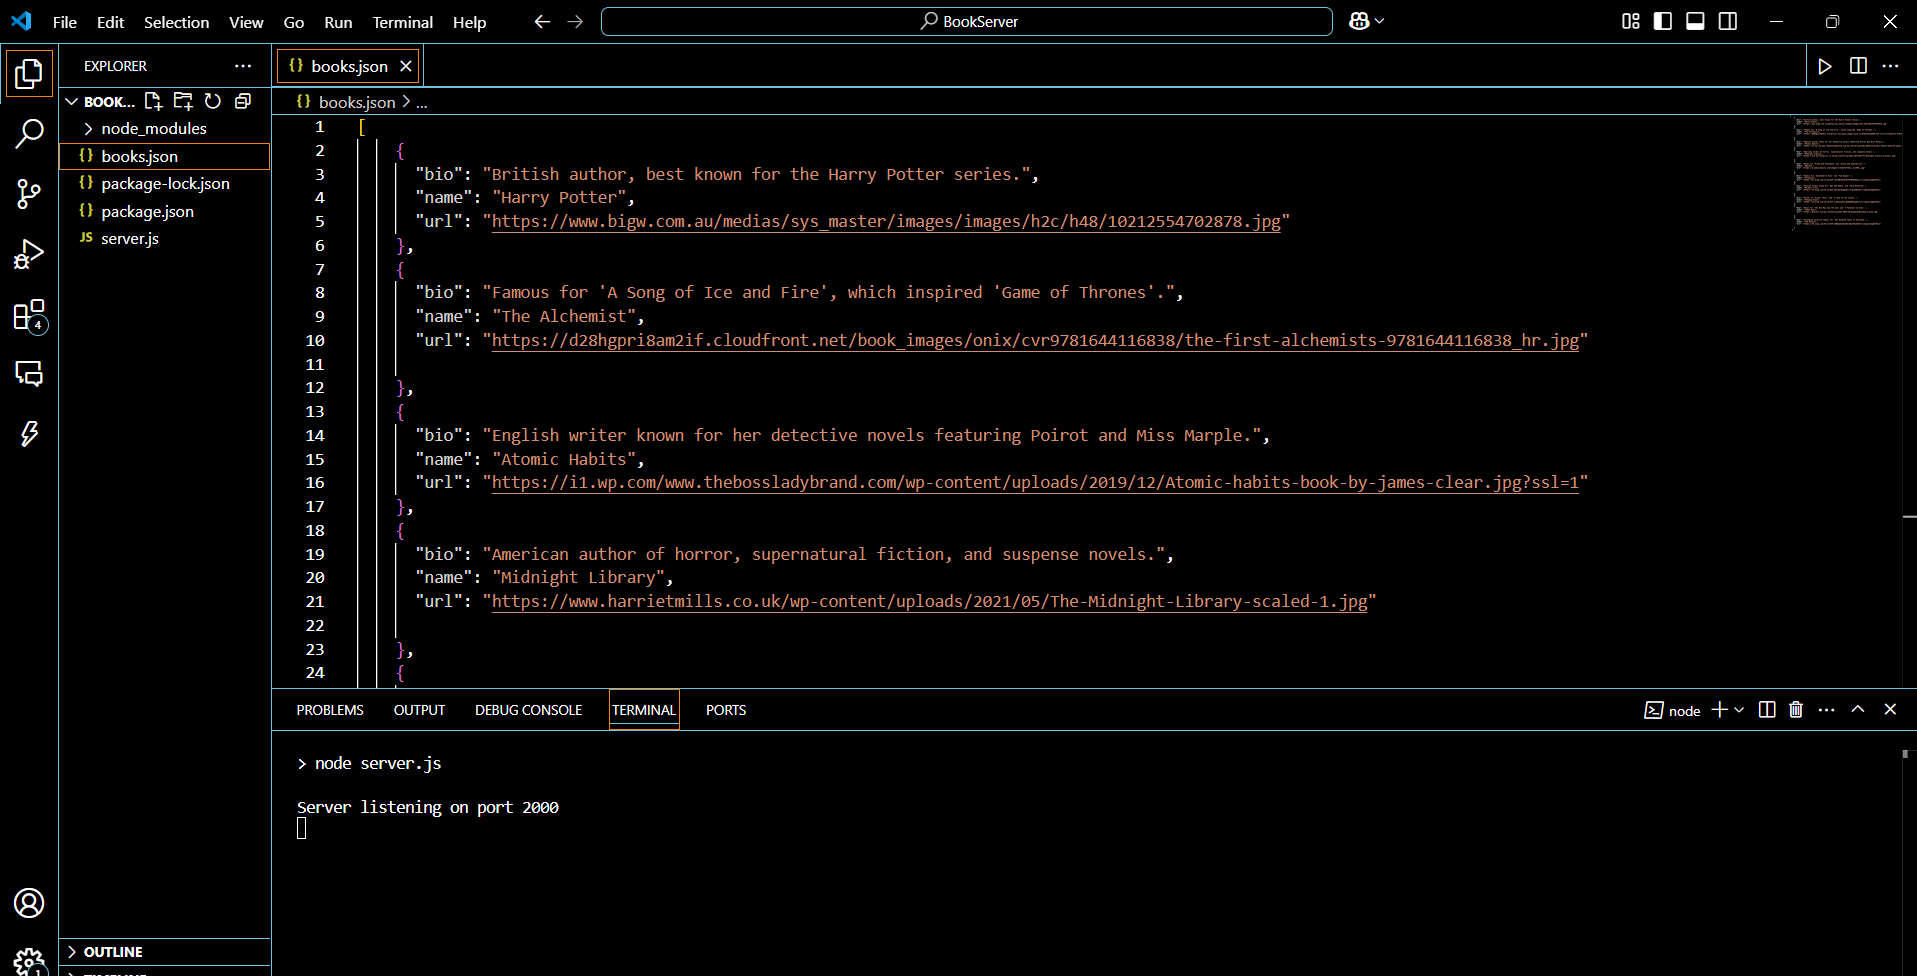 File Edit Selection View Go Run Terminal Help BookServer
EXPLORER
BOOK...
node_modules
books.json
package-lock.json
package.json
JS server.js
4
1
OUTLINE
{} books.json
{} books.json > ...
1 [
2 {
3 "bio": "British author, best known for the Harry Potter series.",
4 "name": "Harry Potter",
5 "url": "https://www.bigw.com.au/medias/sys_master/images/images/h2c/h48/10212554702878.jpg"
6 },
7 {
8 "bio": "Famous for 'A Song of Ice and Fire', which inspired 'Game of Thrones'.",
9 "name": "The Alchemist",
10 "url": "https://d28hgpri8am2if.cloudfront.net/book_images/onix/cvr9781644116838/the-first-alchemists-9781644116838_hr.jpg"
11
12 },
13 {
14 "bio": "English writer known for her detective novels featuring Poirot and Miss Marple.",
15 "name": "Atomic Habits",
16 "url": "https://i1.wp.com/www.thebossladybrand.com/wp-content/uploads/2019/12/Atomic-habits-book-by-james-clear.jpg?ssl=1"
17 },
18 {
19 "bio": "American author of horror, supernatural fiction, and suspense novels.",
20 "name": "Midnight Library",
21 "url": "https://www.harrietmills.co.uk/wp-content/uploads/2021/05/The-Midnight-Library-scaled-1.jpg"
22
23 },
24 {
PROBLEMS OUTPUT DEBUG CONSOLE TERMINAL PORTS node
> node server.js
Server listening on port 2000